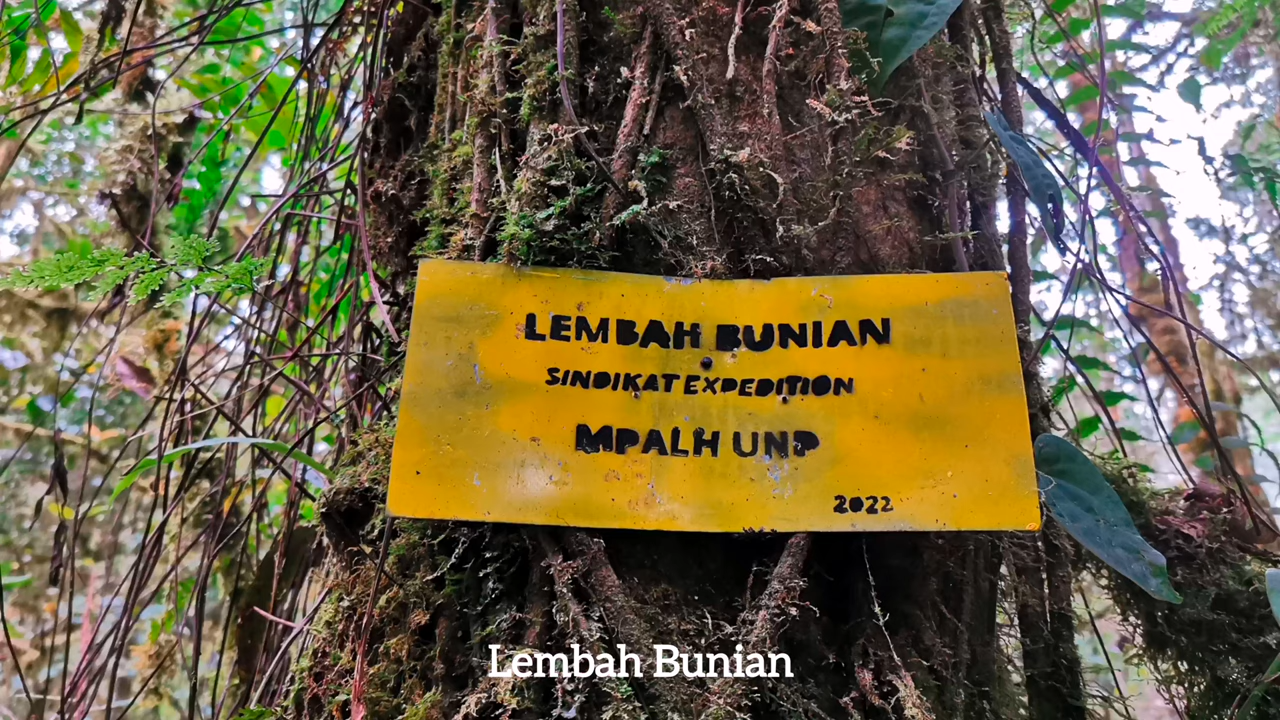 LEMBAH BUNIAN
SINDIKAT EXPEDITION
MPALH UNP
2022
Lembah Bunian